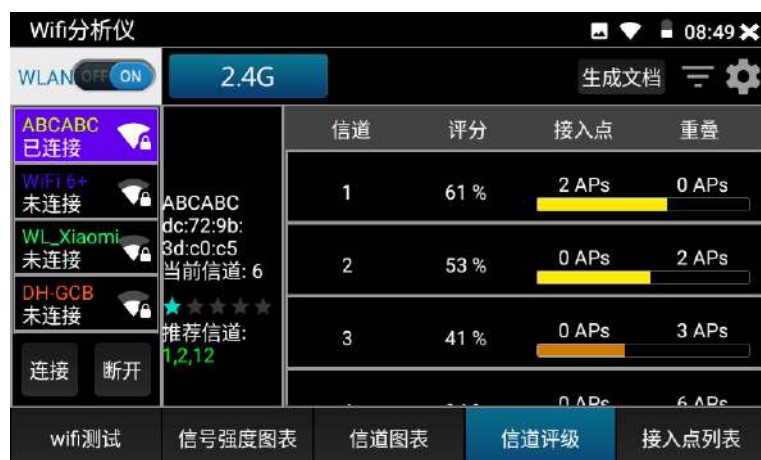 Wifi分析仪
08:49
WLAN OFF ON
2.4G
生成文档
ABCABC
已连接
WiFi 6+
未连接
WL_Xiaomi
未连接
DH-GCB
未连接
连接 断开
ABCABC
dc:72:9b:
3d:c0:c5
当前信道: 6
推荐信道:
1,2,12
信道 评分 接入点 重叠
1 61 % 2 APs 0 APs
2 53 % 0 APs 2 APs
3 41 % 0 APs 3 APs
0 APs 6 APs
wifi测试 信号强度图表 信道图表 信道评级 接入点列表